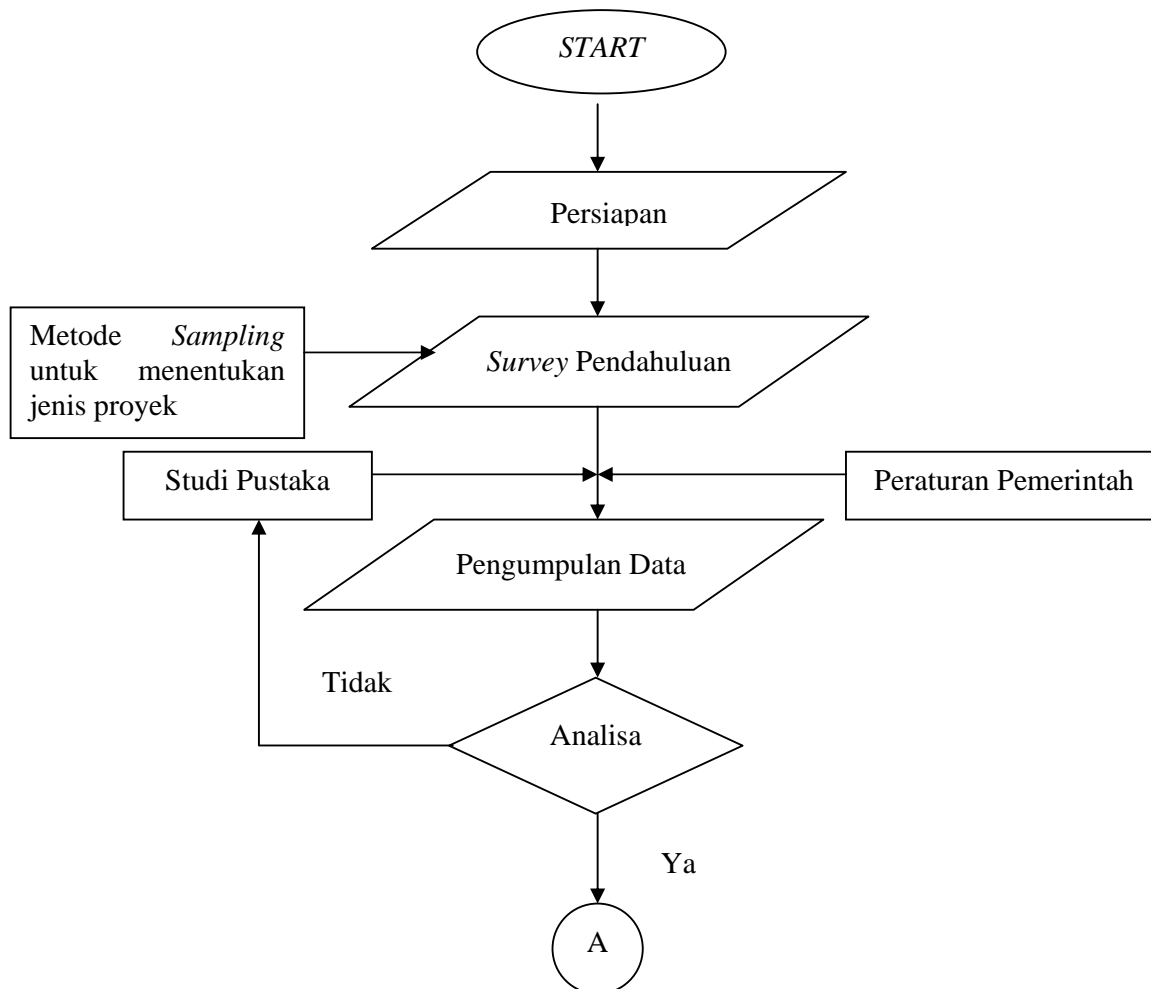 START
Persiapan
Metode Sampling
untuk menentukan
jenis proyek
Survey Pendahuluan
Studi Pustaka
Peraturan Pemerintah
Pengumpulan Data
Tidak
Analisa
Ya
A